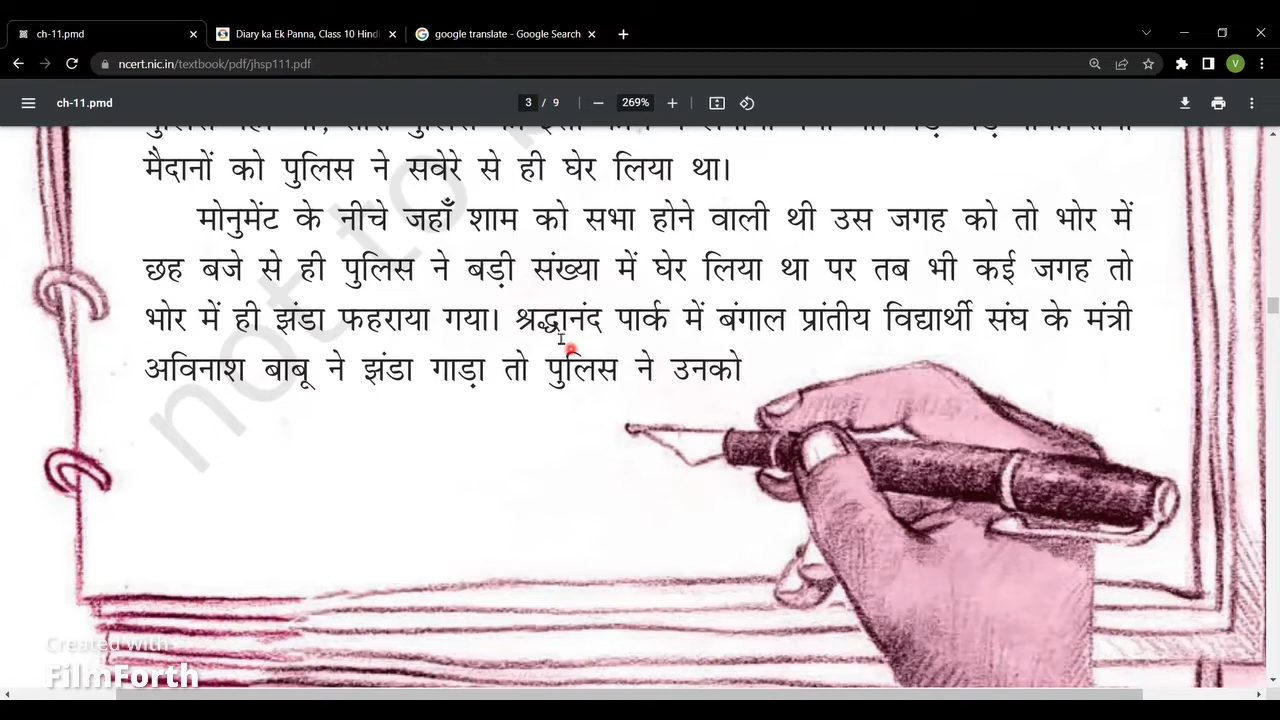 ch-11.pmd
Diary ka Ek Panna, Class 10 Hindi
google translate - Google Search
ncert.nic.in/textbook/pdf/jhsp111.pdf
V
ch-11.pmd
3 / 9
269%
मैदानों को पुलिस ने सवेरे से ही घेर लिया था।
मोनुमेंट के नीचे जहाँ शाम को सभा होने वाली थी उस जगह को तो भोर में
छह बजे से ही पुलिस ने बड़ी संख्या में घेर लिया था पर तब भी कई जगह तो
भोर में ही झंडा फहराया गया। श्रद्धानंद पार्क में बंगाल प्रांतीय विद्यार्थी संघ के मंत्री
अविनाश बाबू ने झंडा गाड़ा तो पुलिस ने उनको
not to
Created with
FilmForth